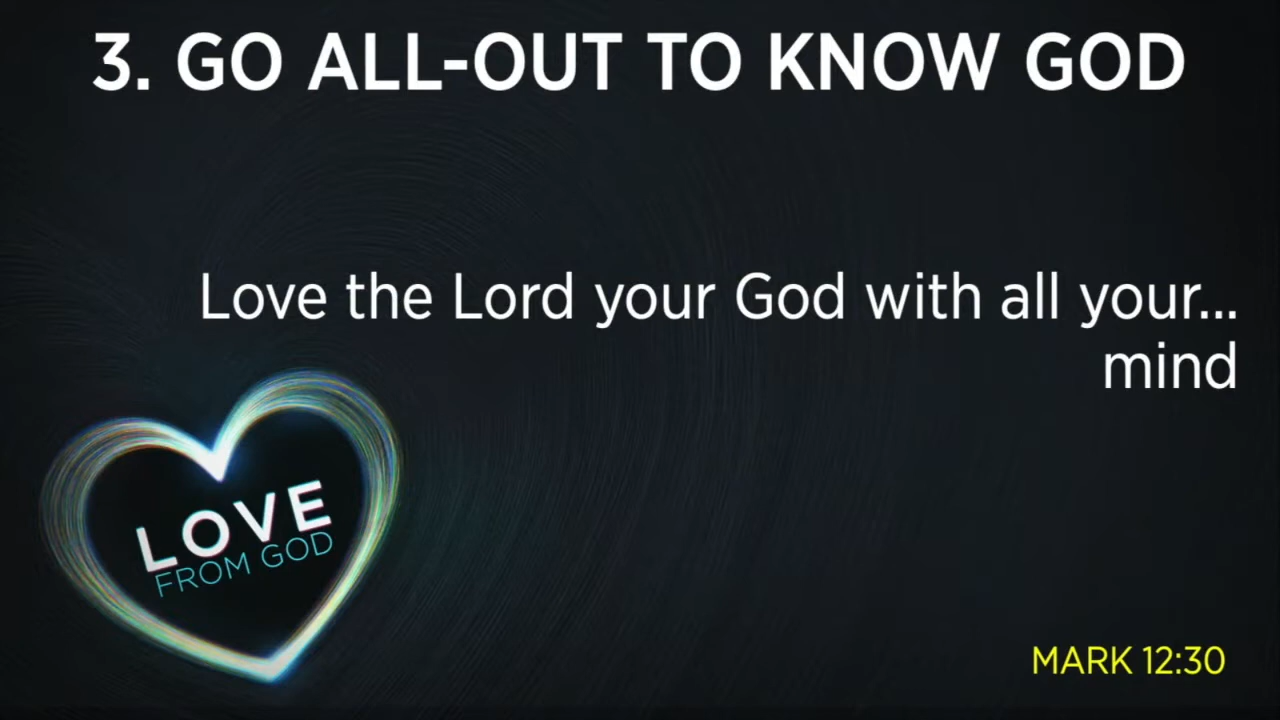 3. GO ALL-OUT TO KNOW GOD
Love the Lord your God with all your...
mind
LOVE
FROM GOD
MARK 12:30